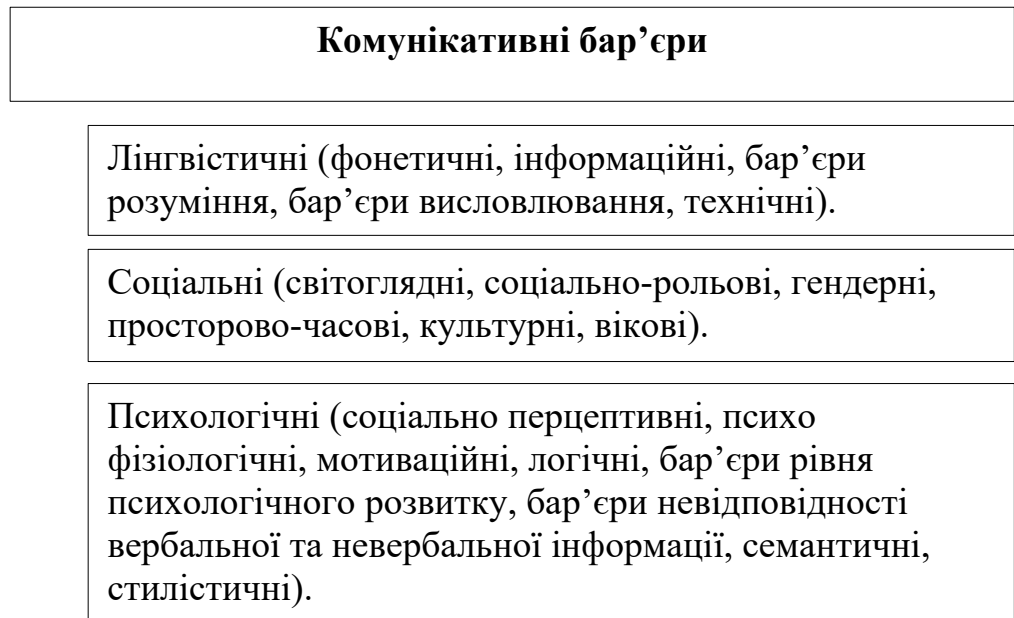 Комунікативні бар’єри
Лінгвістичні (фонетичні, інформаційні, бар’єри
розуміння, бар’єри висловлювання, технічні).
Соціальні (світоглядні, соціально-рольові, гендерні,
просторово-часові, культурні, вікові).
Психологічні (соціально перцептивні, психо
фізіологічні, мотиваційні, логічні, бар’єри рівня
психологічного розвитку, бар’єри невідповідності
вербальної та невербальної інформації, семантичні,
стилістичні).